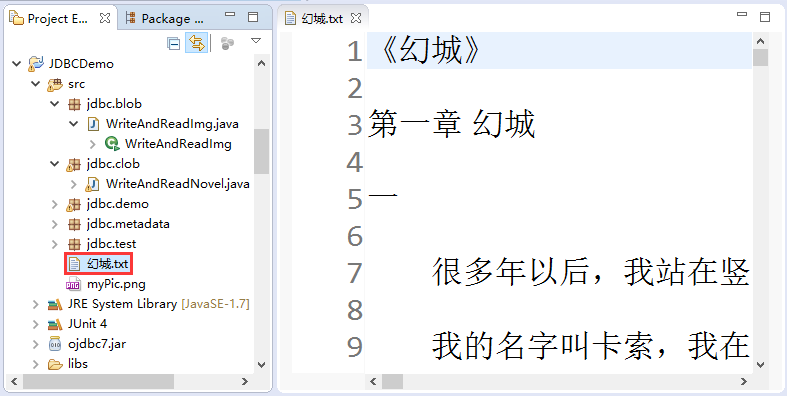 Project E...
Package ...
JDBCDemo
src
jdbc.blob
WriteAndReadImg.java
WriteAndReadImg
jdbc.clob
WriteAndReadNovel.java
jdbc.demo
jdbc.metadata
jdbc.test
幻城.txt
myPic.png
JRE System Library [JavaSE-1.7]
JUnit 4
ojdbc7.jar
libs
幻城.txt
1 《幻城》
2
3 第一章 幻城
4
5 一
6
7 很多年以后，我站在竖
8
9 我的名字叫卡索，我在